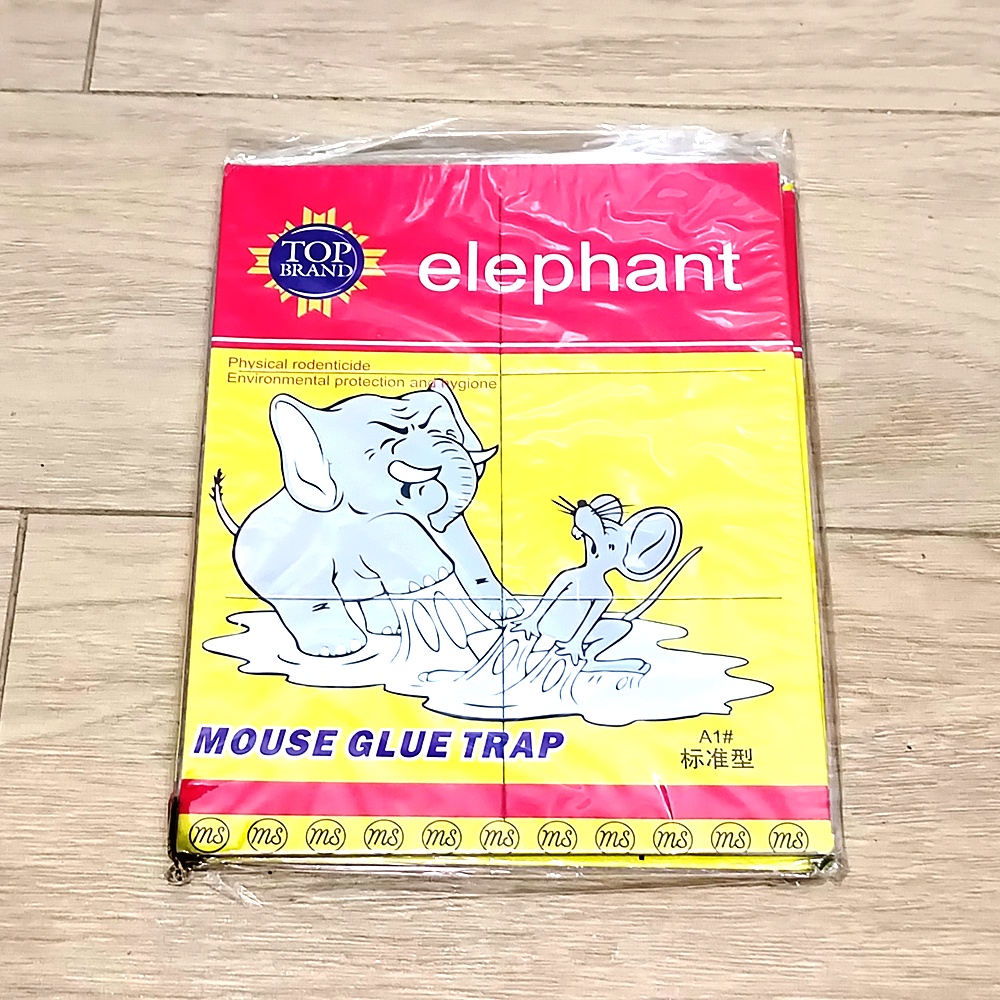 TOP
BRAND
elephant
Physical rodenticide
Environmental protection and hygione
MOUSE GLUE TRAP
A1#
标准型
ms ms ms ms ms ms ms ms ms ms ms